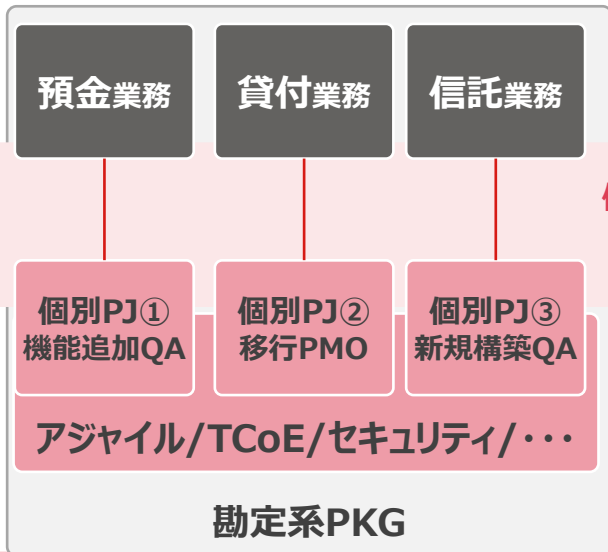 預金業務
貸付業務
信託業務
個別PJ①
機能追加QA
個別PJ②
移行PMO
個別PJ③
新規構築QA
アジャイル/TCoE/セキュリティ/・・・
勘定系PKG